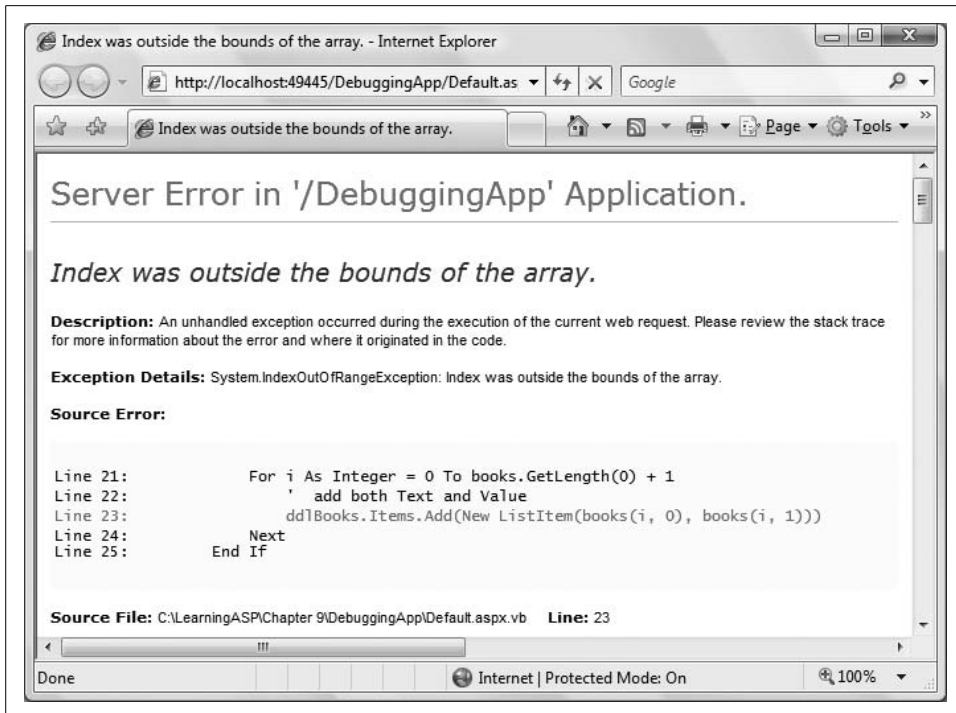 Index was outside the bounds of the array. - Internet Explorer
http://localhost:49445/DebuggingApp/Default.as
Google
Index was outside the bounds of the array.
Page
Tools
Server Error in '/DebuggingApp' Application.
Index was outside the bounds of the array.
Description: An unhandled exception occurred during the execution of the current web request. Please review the stack trace
for more information about the error and where it originated in the code.
Exception Details: System.IndexOutOfRangeException: Index was outside the bounds of the array.
Source Error:
Line 21: For i As Integer = 0 To books.GetLength(0) + 1
Line 22: ' add both Text and Value
Line 23: ddlBooks.Items.Add(New ListItem(books(i, 0), books(i, 1)))
Line 24: Next
Line 25: End If
Source File: C:\LearningASP\Chapter 9\DebuggingApp\Default.aspx.vb Line: 23
Done
Internet | Protected Mode: On
100%